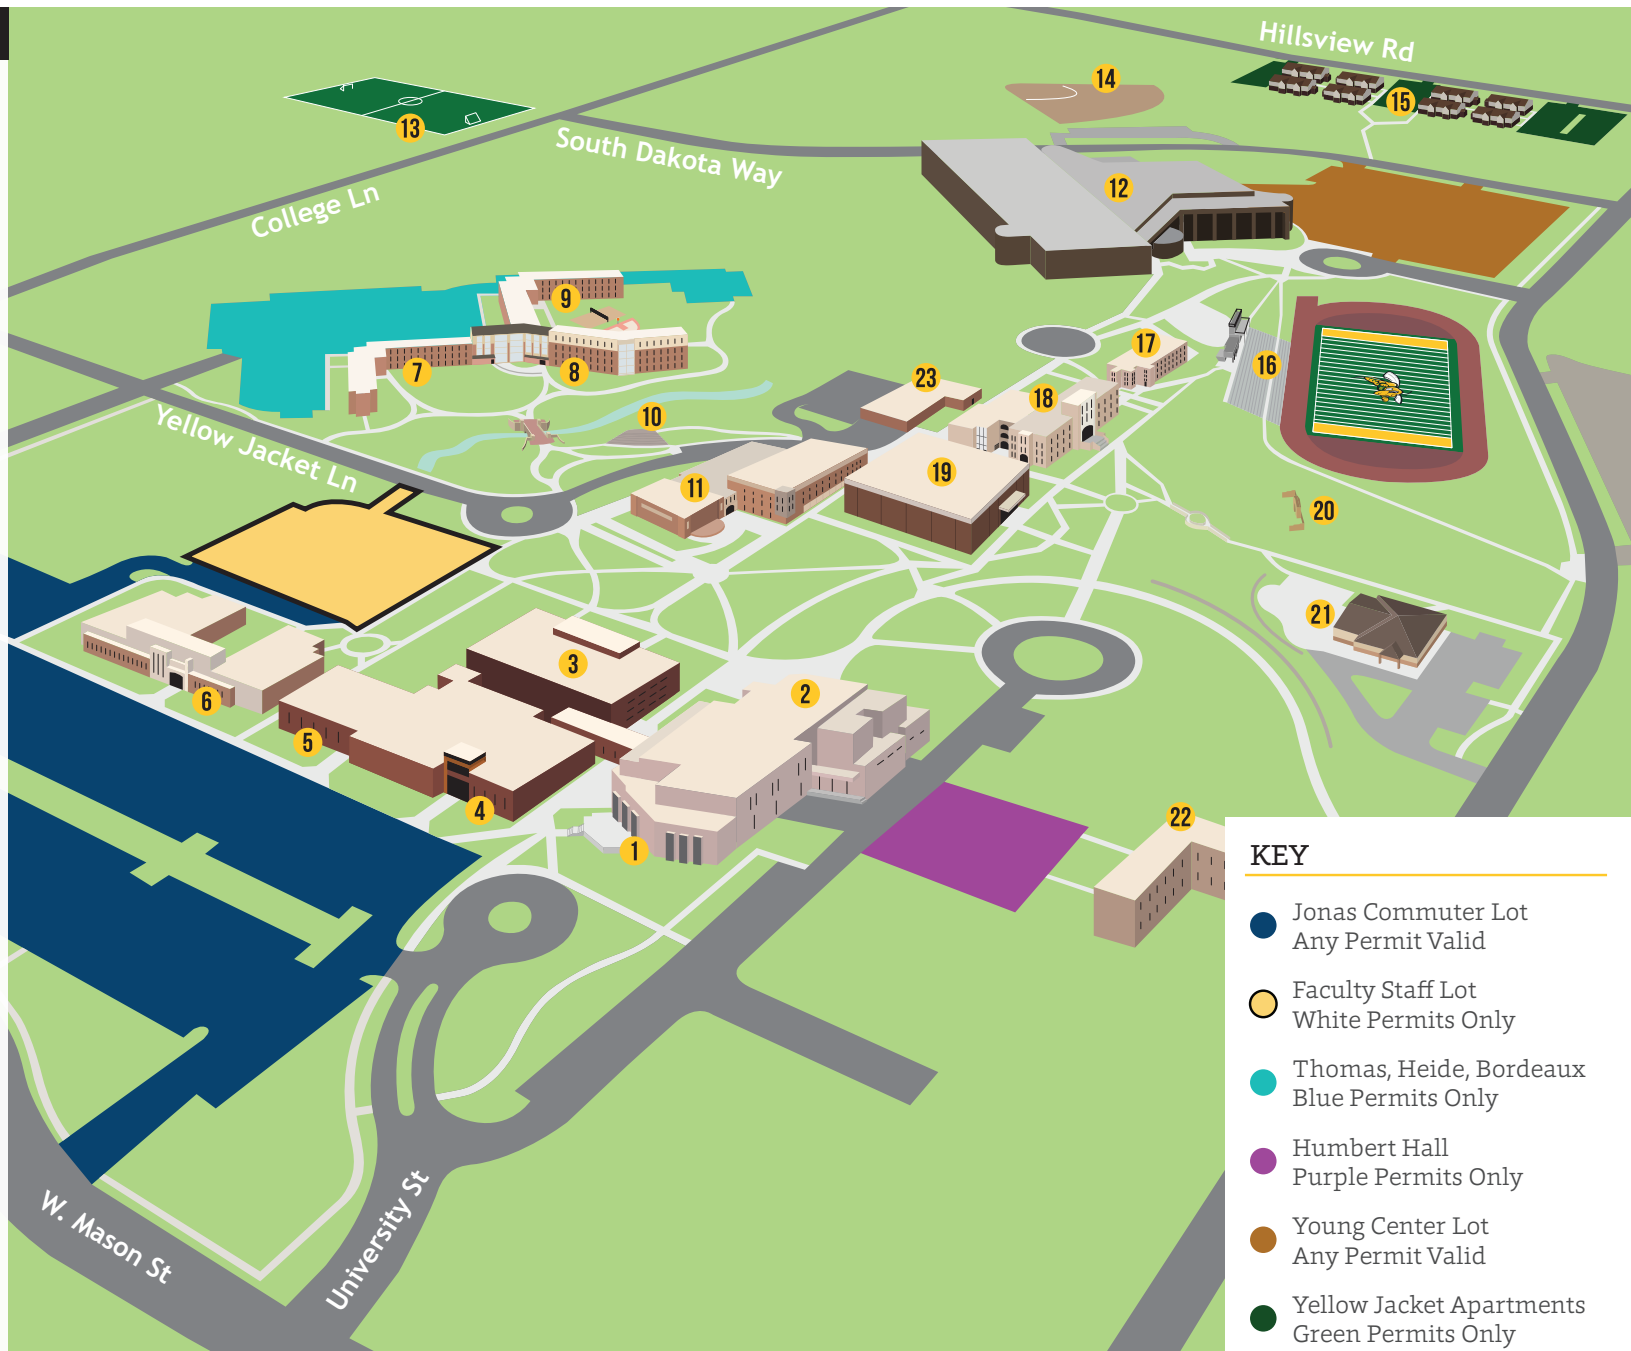 Hillsview Rd
14
15
13
South Dakota Way
12
College Ln
9
17
16
7
8
23
18
10
Yellow Jacket Ln
19
11
20
21
3
2
6
5
4
1
22
W. Mason St
University St
KEY
Jonas Commuter Lot
Any Permit Valid
Faculty Staff Lot
White Permits Only
Thomas, Heide, Bordeaux
Blue Permits Only
Humbert Hall
Purple Permits Only
Young Center Lot
Any Permit Valid
Yellow Jacket Apartments
Green Permits Only